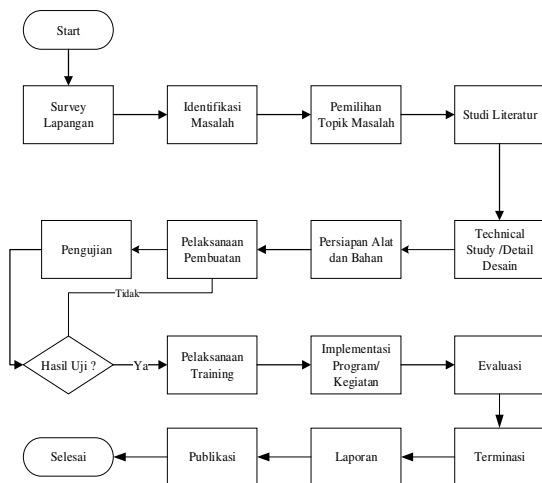 Start
Survey
Lapangan
Identifikasi
Masalah
Pemilihan
Topik Masalah
Studi Literatur
Technical
Study /Detail
Desain
Persiapan Alat
dan Bahan
Pelaksanaan
Pembuatan
Pengujian
Tidak
Hasil Uji ?
Ya
Pelaksanaan
Training
Implementasi
Program/
Kegiatan
Evaluasi
Terminasi
Laporan
Publikasi
Selesai